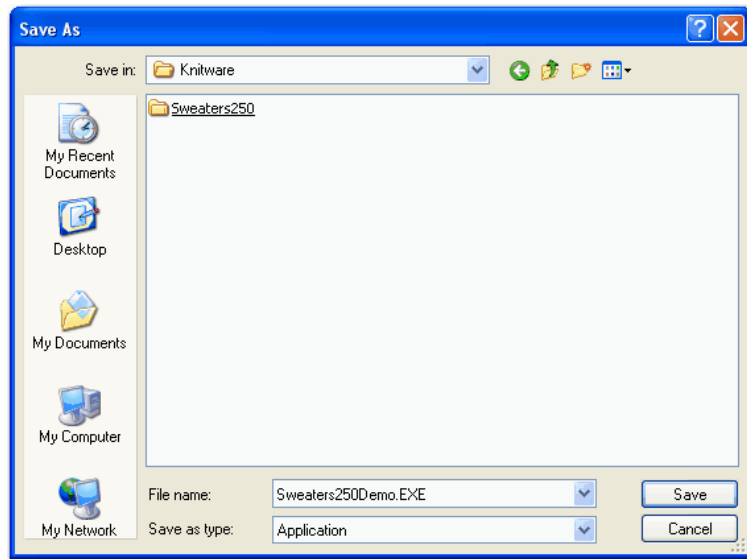 Save As
Save in:
Knitware
Sweaters250
My Recent
Documents
Desktop
My Documents
My Computer
My Network
File name:
Sweaters250Demo.EXE
Save
Save as type:
Application
Cancel